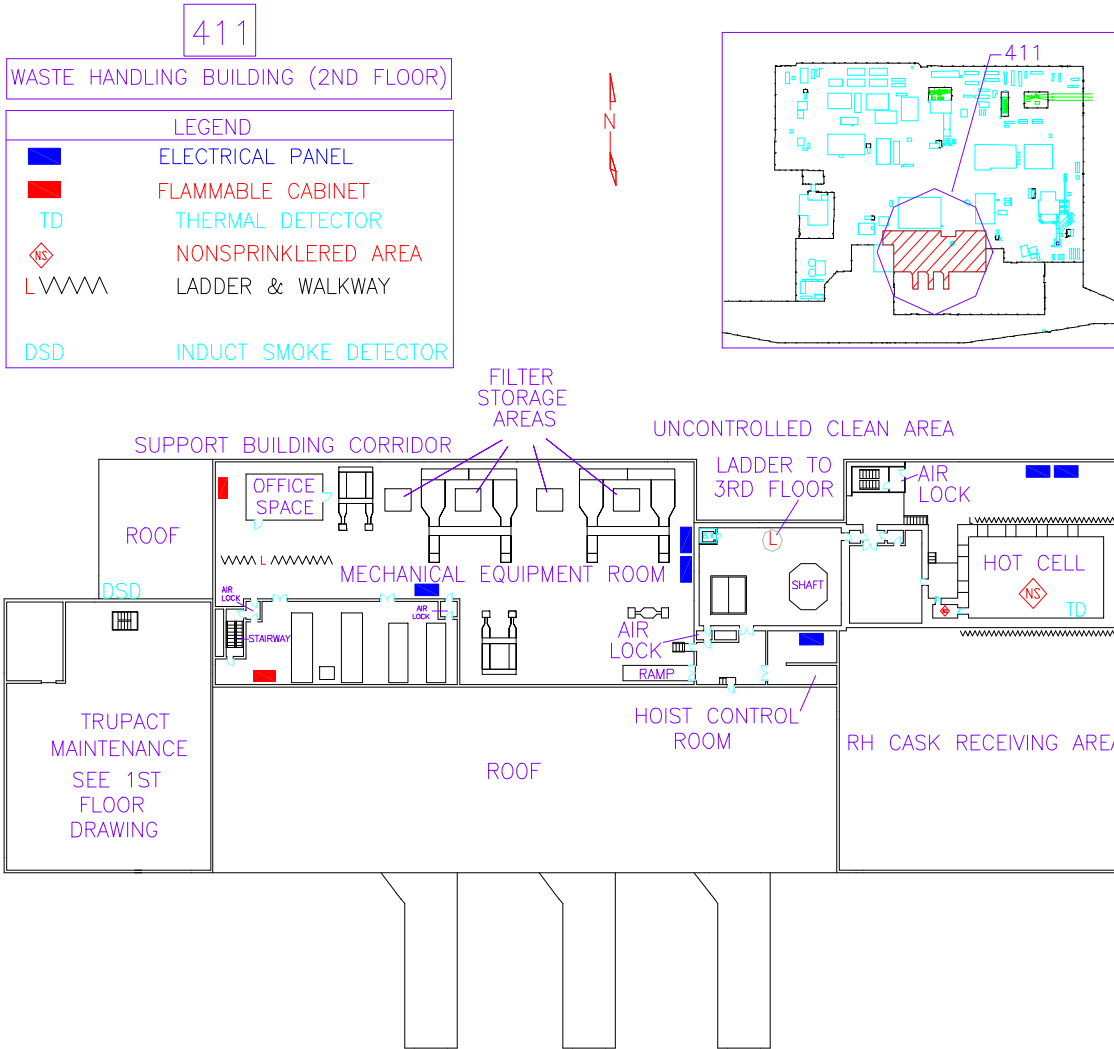 411
WASTE HANDLING BUILDING (2ND FLOOR)
LEGEND
ELECTRICAL PANEL
FLAMMABLE CABINET
TD THERMAL DETECTOR
NS NONSPRINKLERED AREA
L LADDER & WALKWAY
DSD INDUCT SMOKE DETECTOR
N
411
FILTER
STORAGE
AREAS
SUPPORT BUILDING CORRIDOR
UNCONTROLLED CLEAN AREA
LADDER TO
3RD FLOOR
AIR
LOCK
OFFICE
SPACE
ROOF
L
HOT CELL
NS
TD
L
MECHANICAL EQUIPMENT ROOM
SHAFT
DSD
AIR
LOCK
AIR
LOCK
STAIRWAY
AIR
LOCK
RAMP
HOIST CONTROL
ROOM
TRUPACT
MAINTENANCE
SEE 1ST
FLOOR
DRAWING
ROOF
RH CASK RECEIVING AREA